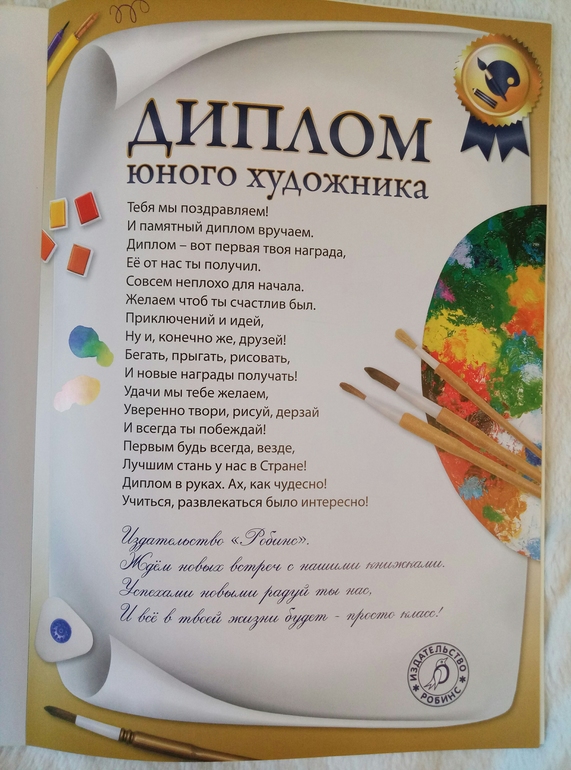 ДИПЛОМ
ЮНОГО ХУДОЖНИКА
Тебя мы поздравляем!
И памятный диплом вручаем.
Диплом – вот первая твоя награда,
Её от нас ты получил.
Совсем неплохо для начала.
Желаем чтоб ты счастлив был.
Приключений и идей,
Ну и, конечно же, друзей!
Бегать, прыгать, рисовать,
И новые награды получать!
Удачи мы тебе желаем,
Уверенно твори, рисуй, дерзай
И всегда ты побеждай!
Первым будь всегда, везде,
Лучшим стань у нас в Стране!
Диплом в руках. Ах, как чудесно!
Учиться, развлекаться было интересно!
Издательство «Робинс».
Ждём новых встреч с нашими книжками.
Успехами новыми радуй ты нас,
И всё в твоей жизни будет - просто класс!
ИЗДАТЕЛЬСТВО
РОБИНС